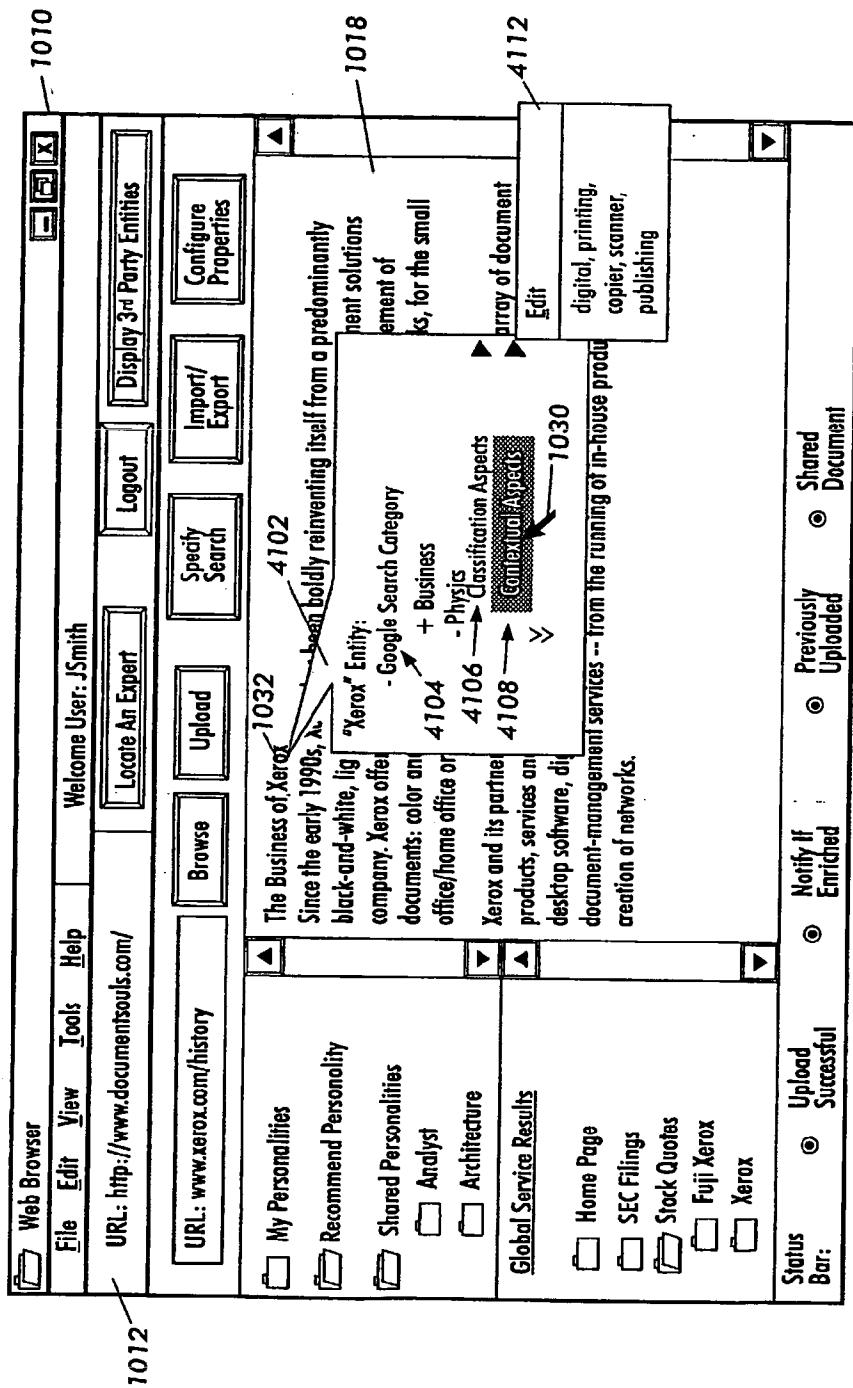 Web Browser
1010
File Edit View Tools Help
Welcome User: JSmith
1012
URL: http://www.documentsouls.com/
Locate An Expert
Logout
Display 3rd Party Entities
URL: www.xerox.com/history
Browse
Upload
Specify
Search
Import/
Export
Configure
Properties
My Personalities
Recommend Personality
Shared Personalities
Analyst
Architecture
Global Service Results
Home Page
SEC Filings
Stock Quotes
Fuji Xerox
Xerox
1032
4102
1018
The Business of Xerox
Since the early 1990s, been boldly reinventing itself from a predominantly
black-and-white, lig ment solutions
company. Xerox offer ement of
documents: color and ks, for the small
office/home office or
Xerox and its partner array of document
products, services an
desktop software, dig
document-management services -- from the running of in-house produ
creation of networks.
"Xerox" Entity:
- Google Search Category
4104
+ Business
- Physics
4106
Classification Aspects
4108
Contextual Aspects
1030
4112
Edit
digital, printing,
copier, scanner,
publishing
Status
Bar:
Upload
Successful
Notify If
Enriched
Previously
Uploaded
Shared
Document